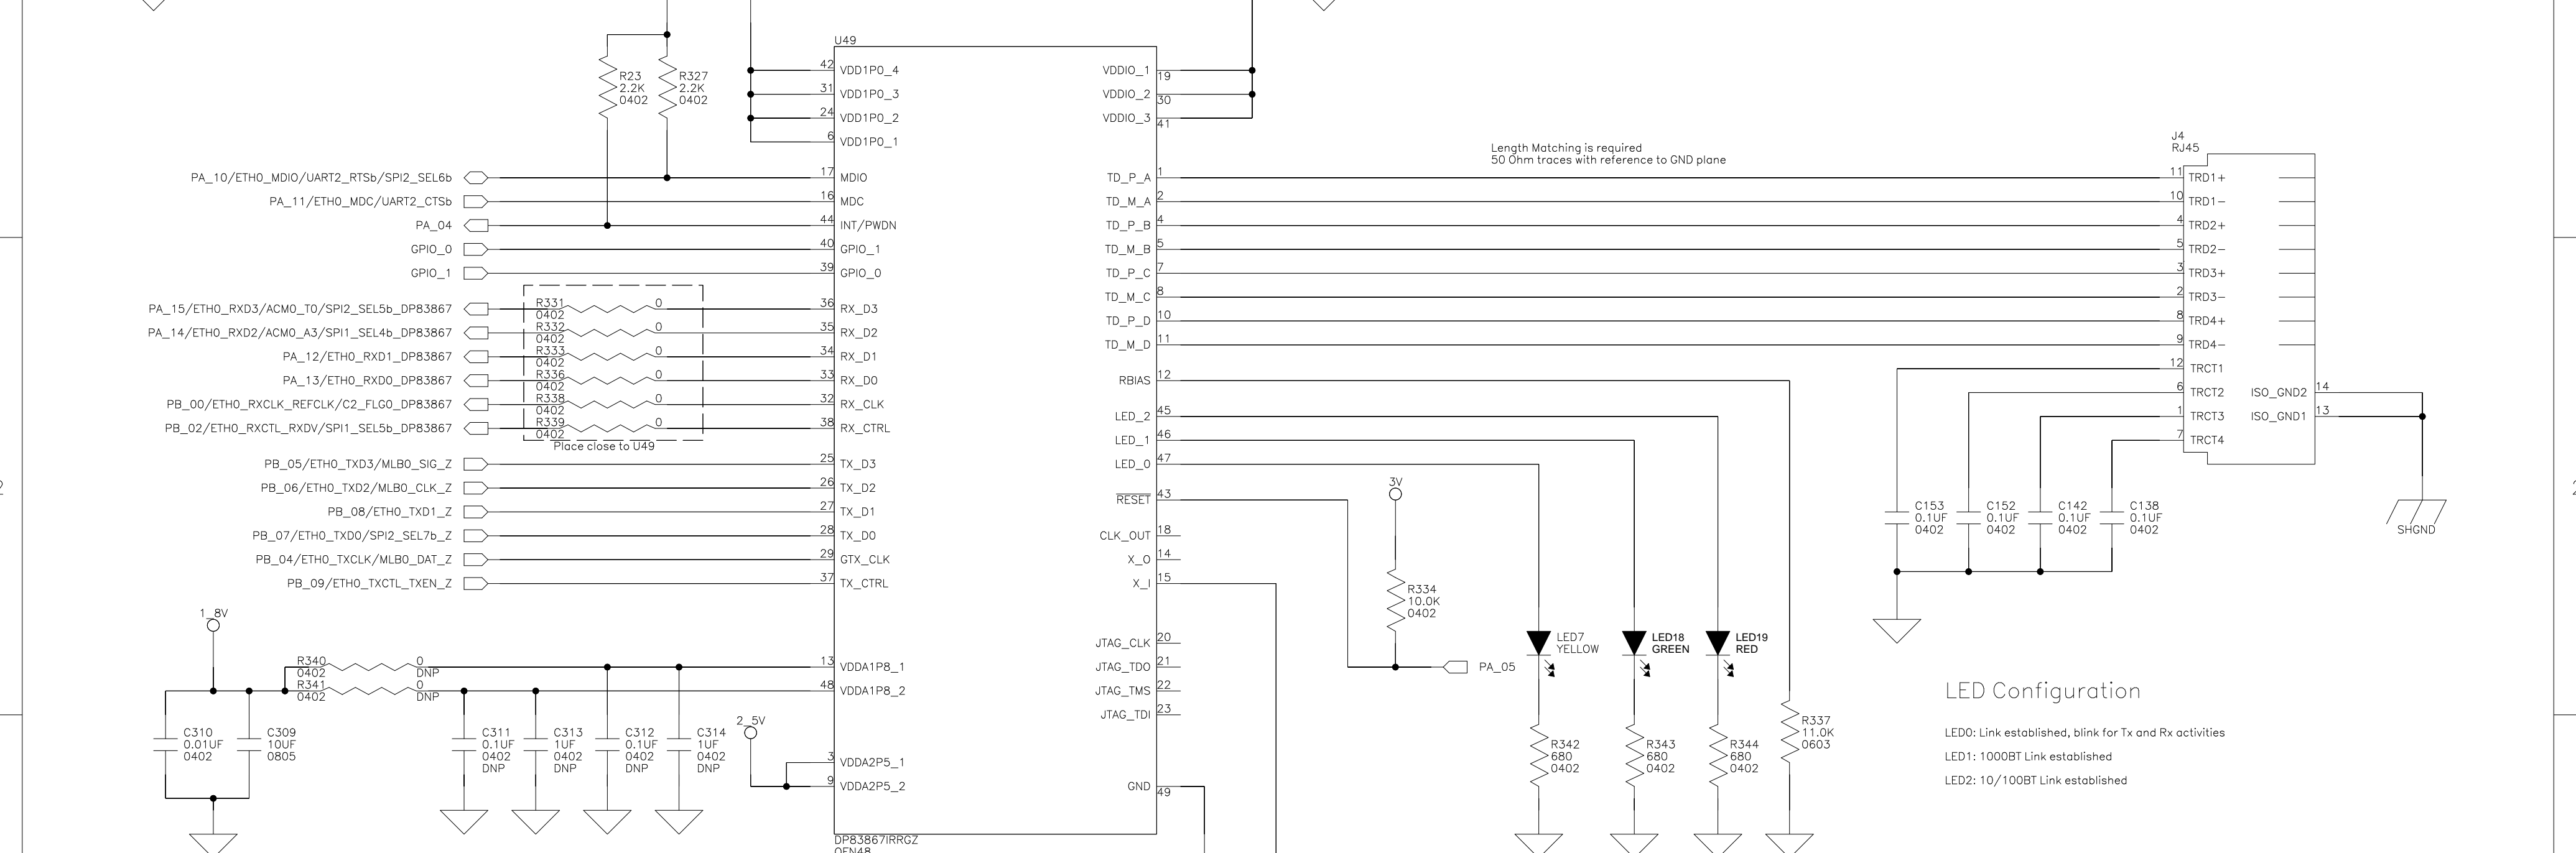 U49
R23
2.2K
0402
R327
2.2K
0402
42 VDD1P0_4
31 VDD1P0_3
24 VDD1P0_2
6 VDD1P0_1
VDDIO_1 19
VDDIO_2 30
VDDIO_3 41
Length Matching is required
50 Ohm traces with reference to GND plane
J4
RJ45
PA_10/ETH0_MDIO/UART2_RTSb/SPI2_SEL6b 17 MDIO
PA_11/ETH0_MDC/UART2_CTSb 16 MDC
PA_04 44 INT/PWDN
GPIO_0 40 GPIO_1
GPIO_1 39 GPIO_0
TD_P_A 1 11 TRD1+
TD_M_A 2 10 TRD1-
TD_P_B 4 4 TRD2+
TD_M_B 5 5 TRD2-
TD_P_C 7 3 TRD3+
TD_M_C 8 2 TRD3-
TD_P_D 10 8 TRD4+
TD_M_D 11 9 TRD4-
12 TRCT1
6 TRCT2
1 TRCT3
7 TRCT4
ISO_GND2 14
ISO_GND1 13
PA_15/ETH0_RXD3/ACM0_T0/SPI2_SEL5b_DP83867 R331 0 0402 36 RX_D3
PA_14/ETH0_RXD2/ACM0_A3/SPI1_SEL4b_DP83867 R332 0 0402 35 RX_D2
PA_12/ETH0_RXD1_DP83867 R333 0 0402 34 RX_D1
PA_13/ETH0_RXD0_DP83867 R336 0 0402 33 RX_D0
PB_00/ETH0_RXCLK_REFCLK/C2_FLG0_DP83867 R338 0 0402 32 RX_CLK
PB_02/ETH0_RXCTL_RXDV/SPI1_SEL5b_DP83867 R339 0 0402 38 RX_CTRL
Place close to U49
RBIAS 12
LED_2 45
LED_1 46
LED_0 47
RESET 43
CLK_OUT 18
X_O 14
X_I 15
PB_05/ETH0_TXD3/MLB0_SIG_Z 25 TX_D3
PB_06/ETH0_TXD2/MLB0_CLK_Z 26 TX_D2
PB_08/ETH0_TXD1_Z 27 TX_D1
PB_07/ETH0_TXD0/SPI2_SEL7b_Z 28 TX_D0
PB_04/ETH0_TXCLK/MLB0_DAT_Z 29 GTX_CLK
PB_09/ETH0_TXCTL_TXEN_Z 37 TX_CTRL
2
2
3V
R334
10.0K
0402
PA_05
C153
0.1UF
0402
C152
0.1UF
0402
C142
0.1UF
0402
C138
0.1UF
0402
SHGND
JTAG_CLK 20
JTAG_TDO 21
JTAG_TMS 22
JTAG_TDI 23
LED7
YELLOW
LED18
GREEN
LED19
RED
1_8V
R340 0
0402 DNP
13 VDDA1P8_1
R341 0
0402 DNP
48 VDDA1P8_2
C310
0.01UF
0402
C309
10UF
0805
C311
0.1UF
0402
DNP
C313
1UF
0402
DNP
C312
0.1UF
0402
DNP
C314
1UF
0402
DNP
2_5V
3 VDDA2P5_1
9 VDDA2P5_2
GND 49
R342
680
0402
R343
680
0402
R344
680
0402
R337
11.0K
0603
LED Configuration
LED0: Link established, blink for Tx and Rx activities
LED1: 1000BT Link established
LED2: 10/100BT Link established
DP83867IRRGZ
QFN48